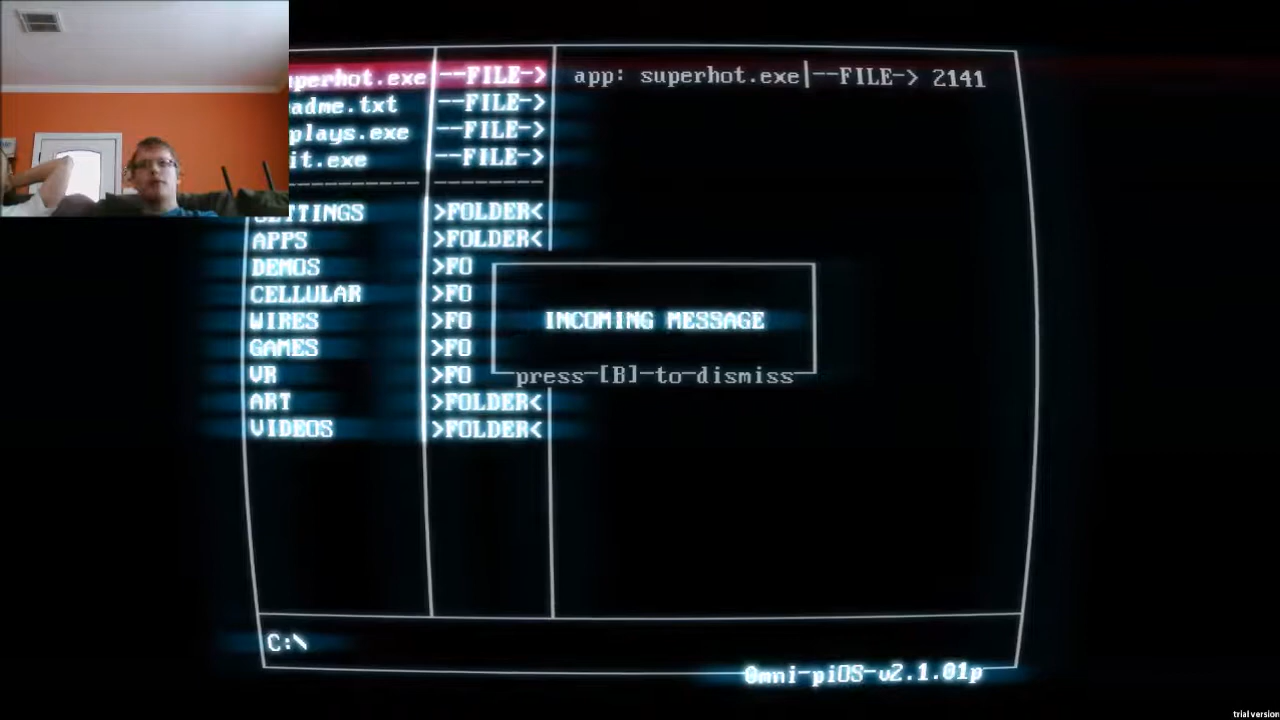 perhot.exe --FILE-> app: superhot.exe|--FILE-> 2141
adme.txt --FILE->
plays.exe --FILE->
it.exe --FILE->
SETTINGS >FOLDER<
APPS >FOLDER<
DEMOS >FO
CELLULAR >FO
WIRES >FO
GAMES >FO
VR >FO
ART >FOLDER<
VIDEOS >FOLDER<
INCOMING MESSAGE
press-[B]-to-dismiss
C:\
0mni-piOS-v2.1.01p
trial version